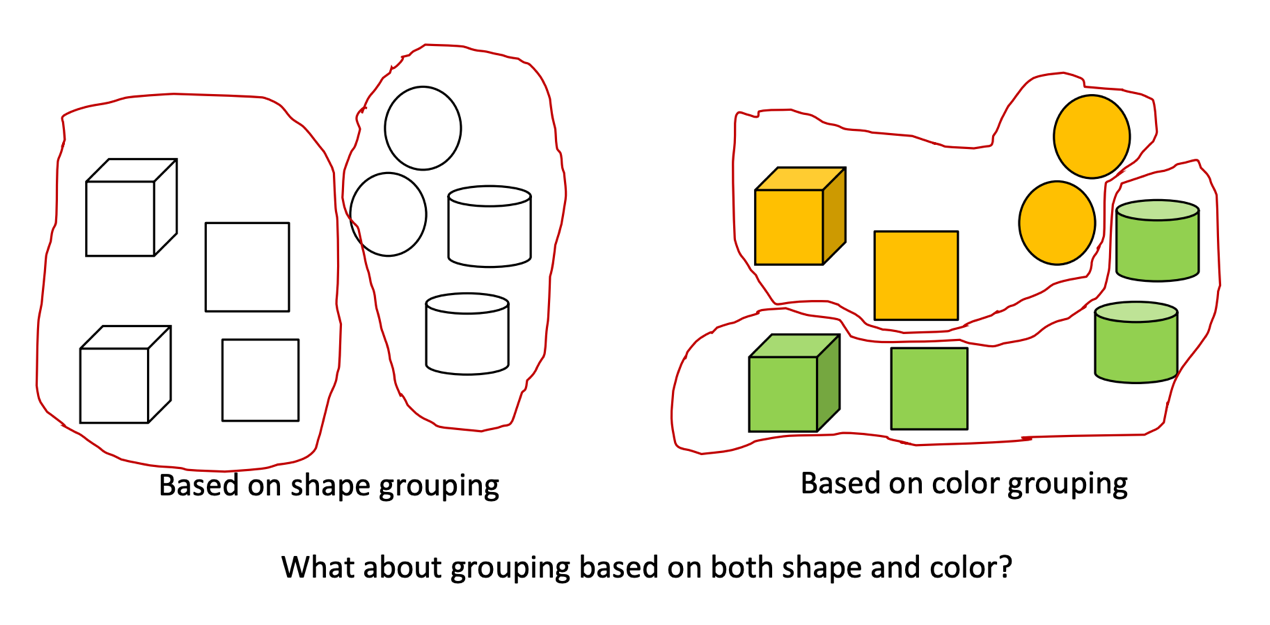 Based on shape grouping
Based on color grouping
What about grouping based on both shape and color?